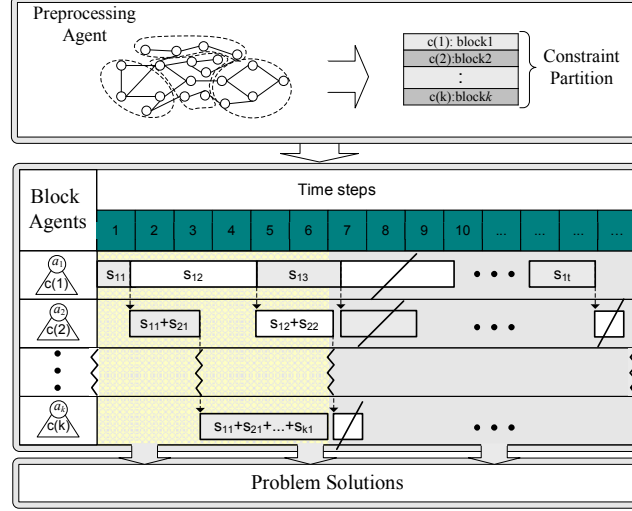 Preprocessing
Agent
c(1): block1
c(2):block2
:
c(k):blockk
Constraint
Partition
Block
Agents
Time steps
1 2 3 4 5 6 7 8 9 10 ... ... ... ...
a1
c(1)
S11
S12
S13
• • •
S1t
a2
c(2)
S11+S21
S12+S22
• • •
ak
c(k)
S11+S21+...+Sk1
• • •
Problem Solutions